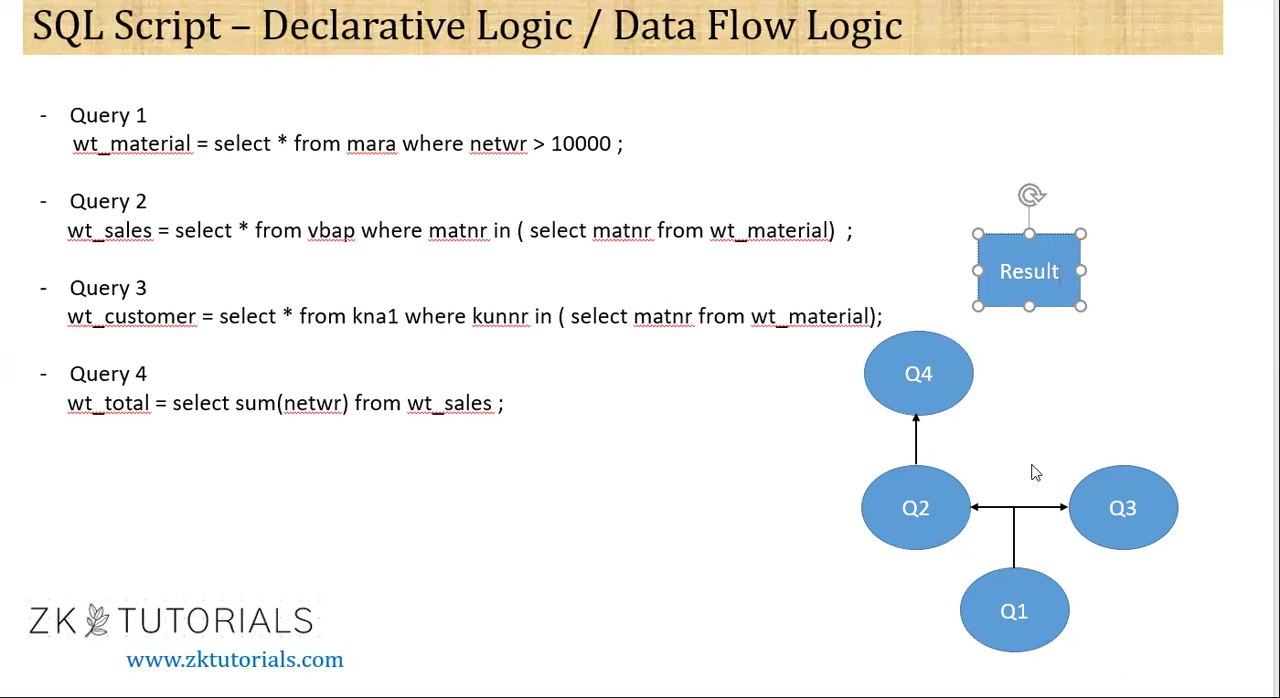 SQL Script – Declarative Logic / Data Flow Logic
- Query 1
wt_material = select * from mara where netwr > 10000 ;
- Query 2
wt_sales = select * from vbap where matnr in ( select matnr from wt_material)  ;
- Query 3
wt_customer = select * from kna1 where kunnr in ( select matnr from wt_material);
- Query 4
wt_total = select sum(netwr) from wt_sales ;
Result
Q4
Q2
Q3
Q1
ZK TUTORIALS
www.zktutorials.com